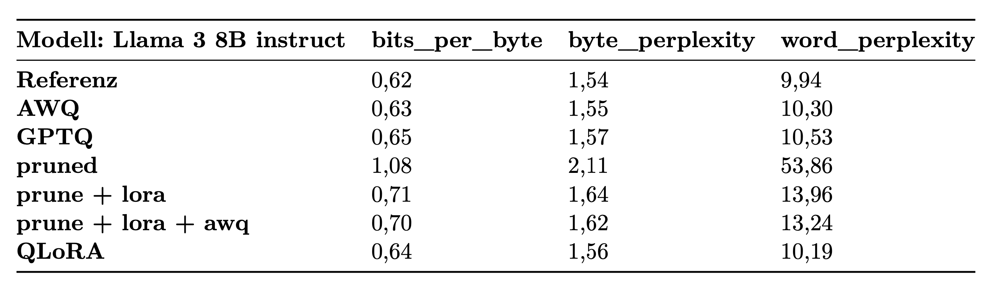 Modell: Llama 3 8B instruct bits_per_byte byte_perplexity word_perplexity
Referenz 0,62 1,54 9,94
AWQ 0,63 1,55 10,30
GPTQ 0,65 1,57 10,53
pruned 1,08 2,11 53,86
prune + lora 0,71 1,64 13,96
prune + lora + awq 0,70 1,62 13,24
QLoRA 0,64 1,56 10,19